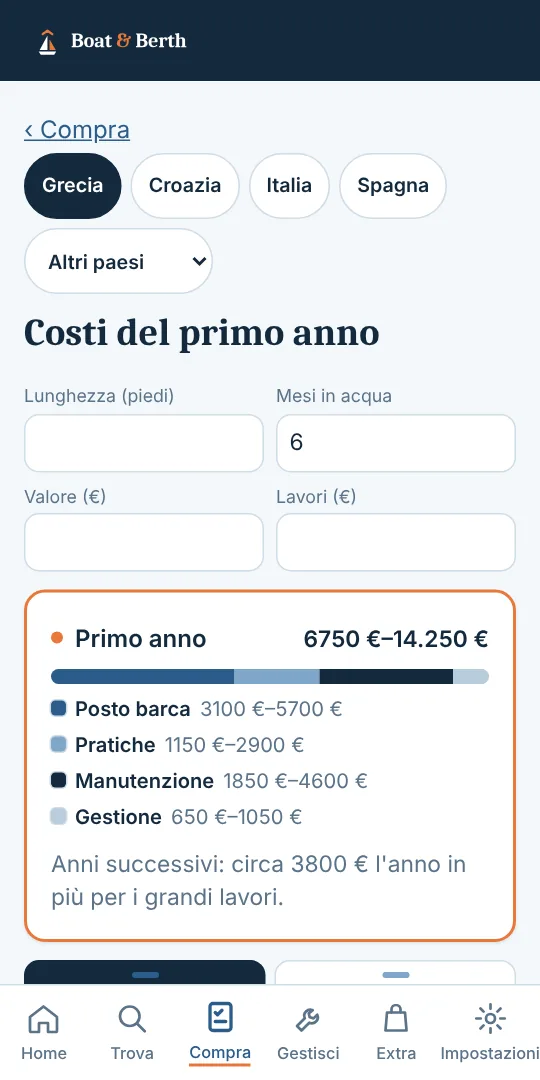 Boat & Berth
‹ Compra
Grecia
Croazia
Italia
Spagna
Altri paesi
Costi del primo anno
Lunghezza (piedi)
Mesi in acqua
6
Valore (€)
Lavori (€)
Primo anno
6750 €–14.250 €
Posto barca 3100 €–5700 €
Pratiche 1150 €–2900 €
Manutenzione 1850 €–4600 €
Gestione 650 €–1050 €
Anni successivi: circa 3800 € l'anno in
più per i grandi lavori.
Home
Trova
Compra
Gestisci
Extra
Impostazioni